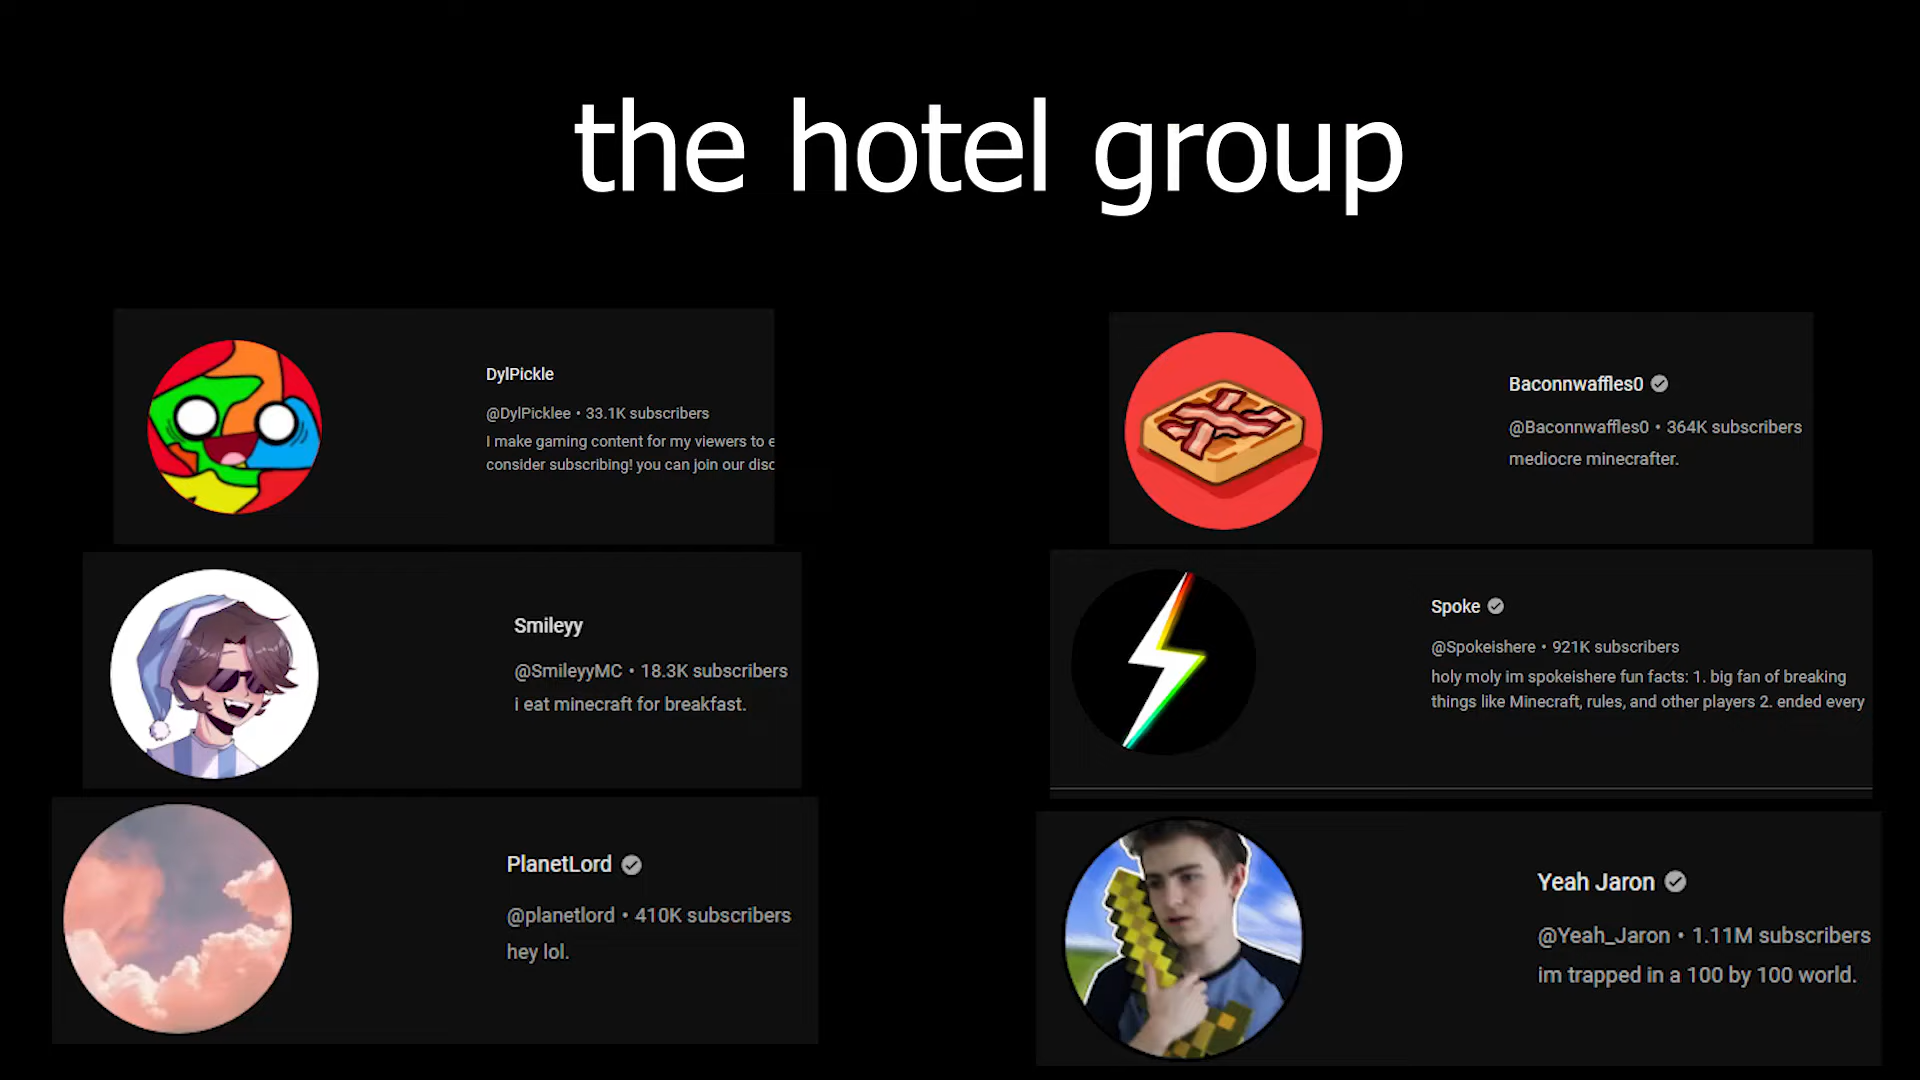 the hotel group
DylPickle
@DylPicklee • 33.1K subscribers
I make gaming content for my viewers to e
consider subscribing! you can join our disc
Smileyy
@SmileyyMC • 18.3K subscribers
i eat minecraft for breakfast.
PlanetLord
@planetlord • 410K subscribers
hey lol.
Baconnwaffles0
@Baconnwaffles0 • 364K subscribers
mediocre minecrafter.
Spoke
@Spokeishere • 921K subscribers
holy moly im spokeishere fun facts: 1. big fan of breaking
things like Minecraft, rules, and other players 2. ended every
Yeah Jaron
@Yeah_Jaron • 1.11M subscribers
im trapped in a 100 by 100 world.